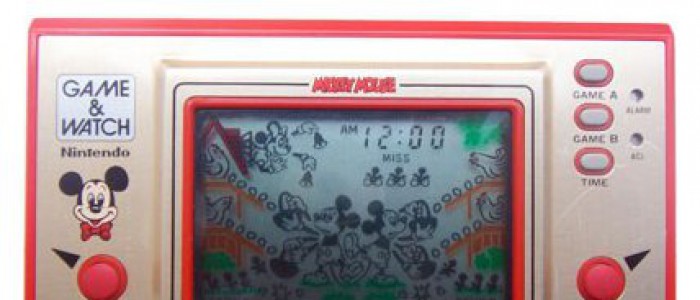 GAME
&
WATCH
Nintendo
MICKEY MOUSE
AM 12:00
MISS
GAME A
ALARM
GAME B
ACL
TIME